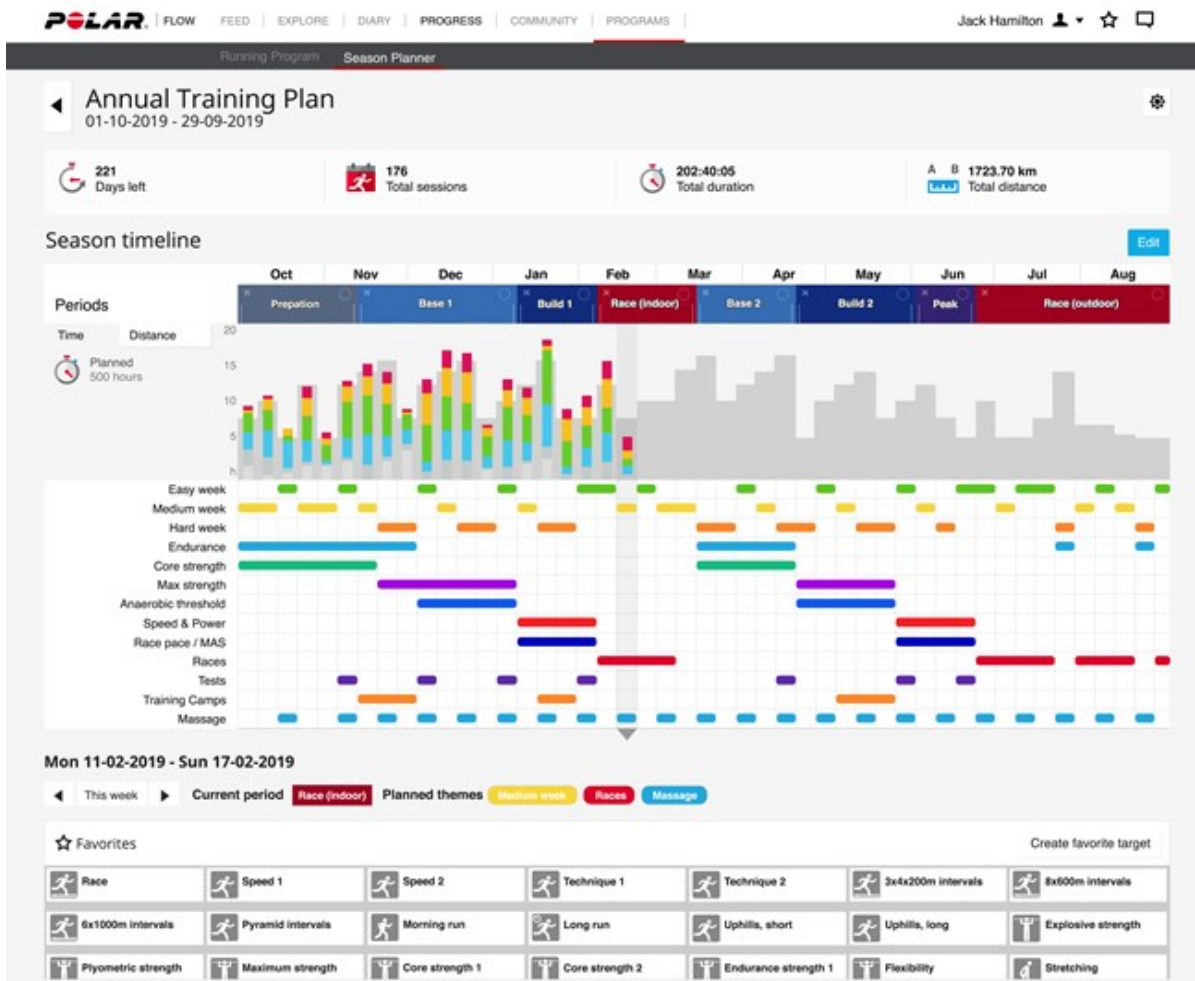 POLAR. FLOW FEED EXPLORE DIARY PROGRESS COMMUNITY PROGRAMS Jack Hamilton
Running Program Season Planner
Annual Training Plan
01-10-2019 - 29-09-2019
221 176 202:40:05 A B 1723.70 km
Days left Total sessions Total duration Total distance
Season timeline Edit
Oct Nov Dec Jan Feb Mar Apr May Jun Jul Aug
Periods Prepation Base 1 Build 1 Race (indoor) Base 2 Build 2 Peak Race (outdoor)
Time Distance 20
Planned 15
500 hours
10
5
h
Easy week
Medium week
Hard week
Endurance
Core strength
Max strength
Anaerobic threshold
Speed & Power
Race pace / MAS
Races
Tests
Training Camps
Massage
Mon 11-02-2019 - Sun 17-02-2019
This week Current period Race (indoor) Planned themes Medium week Races Massage
Favorites Create favorite target
Race Speed 1 Speed 2 Technique 1 Technique 2 3x4x200m intervals 8x600m intervals
6x1000m intervals Pyramid intervals Morning run Long run Uphills, short Uphills, long Explosive strength
Plyometric strength Maximum strength Core strength 1 Core strength 2 Endurance strength 1 Flexibility Stretching